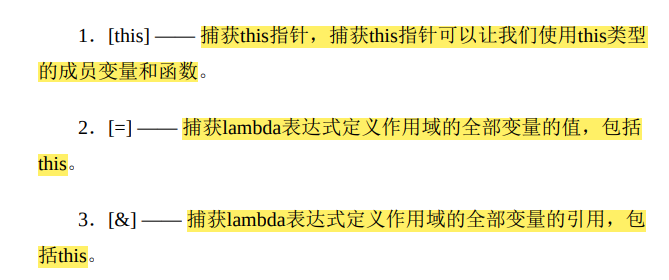 1．[this] —— 捕获this指针，捕获this指针可以让我们使用this类型
的成员变量和函数。
2．[=] —— 捕获lambda表达式定义作用域的全部变量的值，包括
this。
3．[&] —— 捕获lambda表达式定义作用域的全部变量的引用，包
括this。